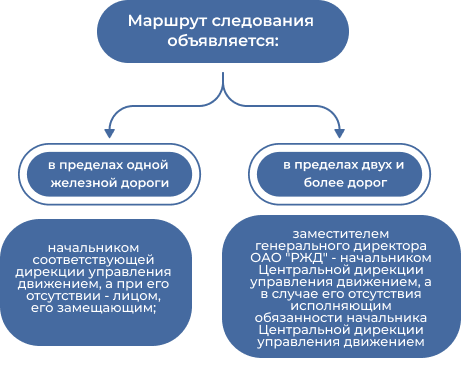 Маршрут следования
объявляется:
в пределах одной
железной дороги
в пределах двух и
более дорог
начальником
соответствующей
дирекции управления
движением, а при его
отсутствии - лицом,
его замещающим;
заместителем
генерального директора
ОАО "РЖД" - начальником
Центральной дирекции
управления движением, а
в случае его отсутствия
исполняющим
обязанности начальника
Центральной дирекции
управления движением